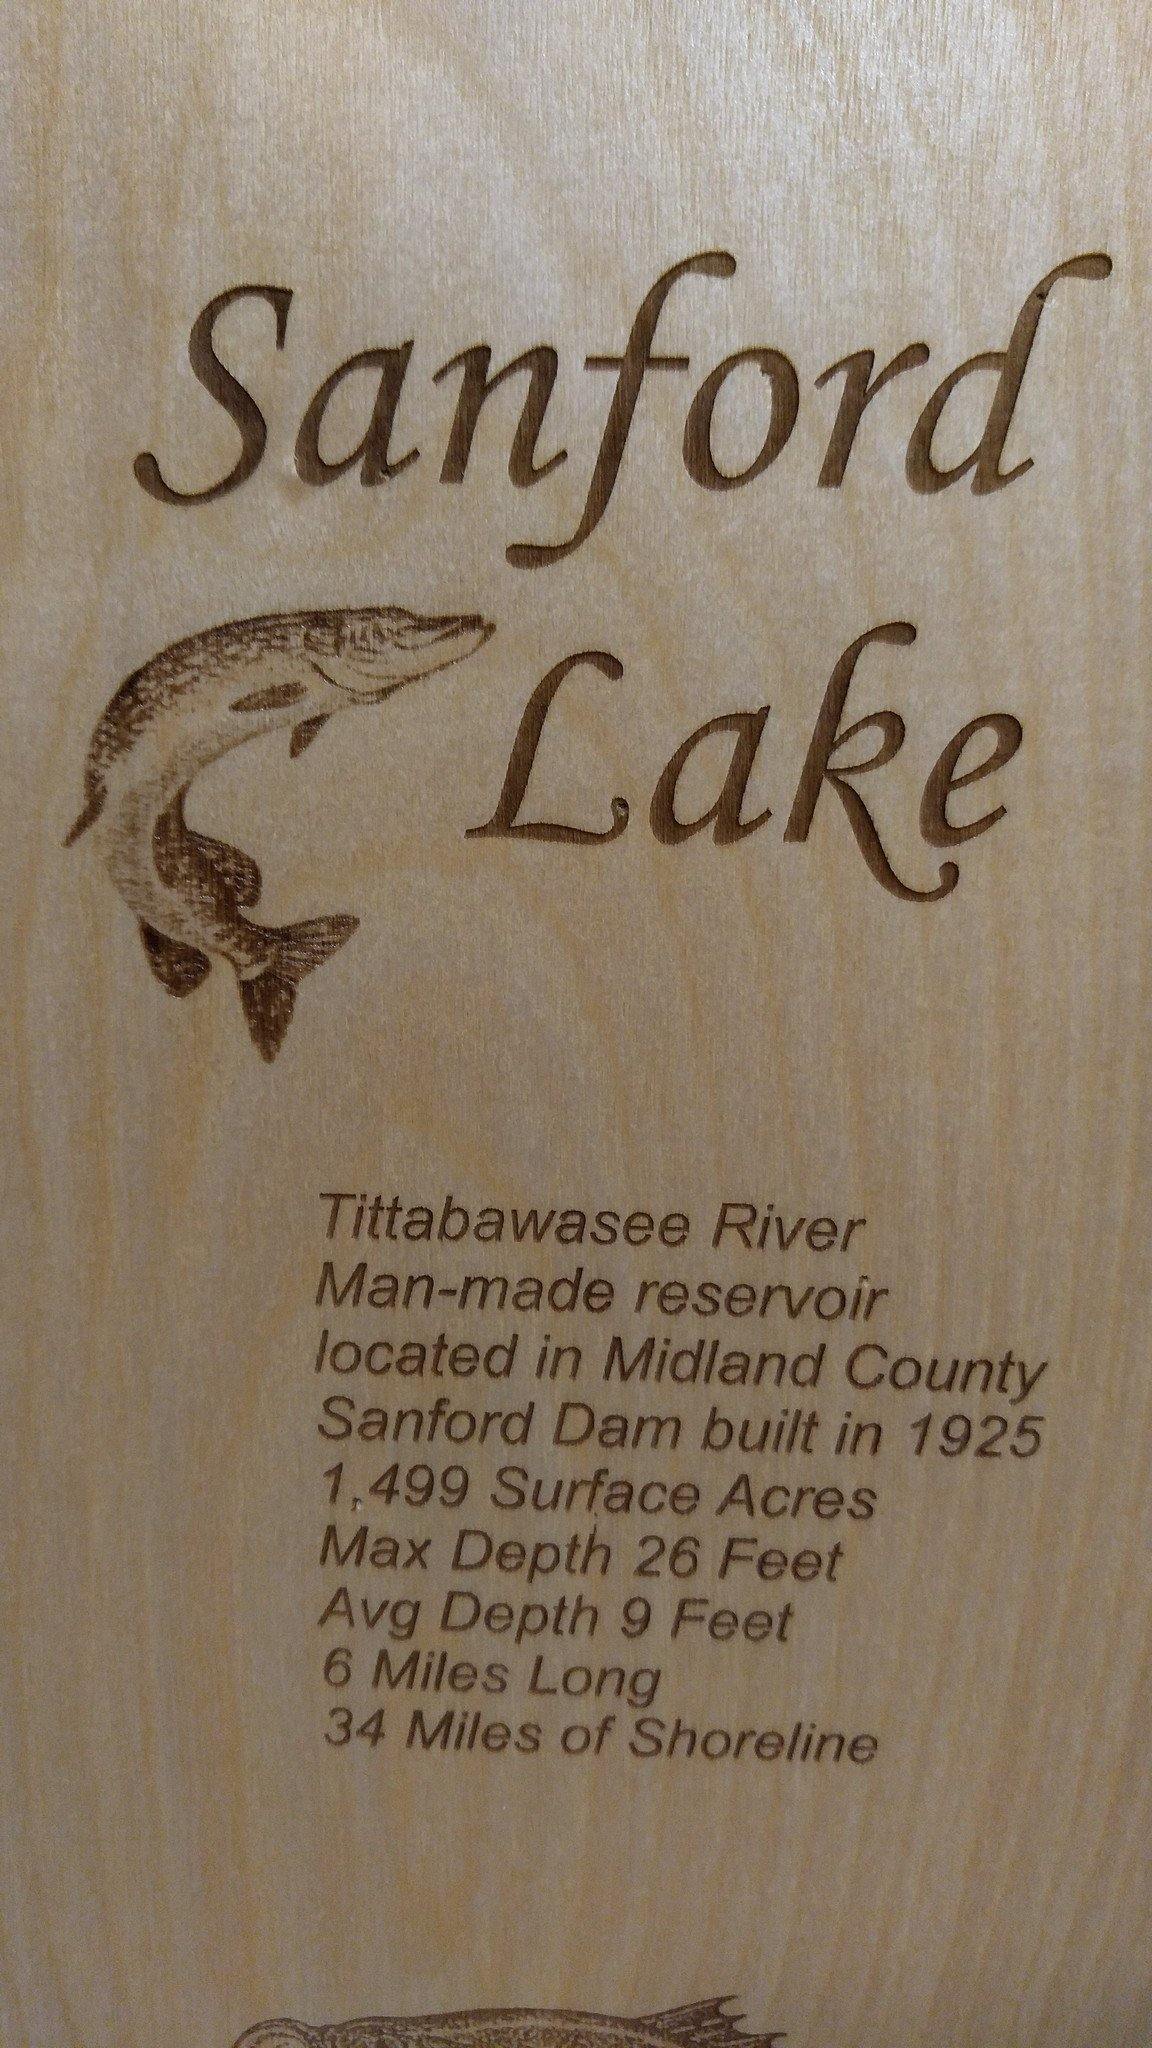 Sanford
Lake
Tittabawasee River
Man-made reservoir
located in Midland County
Sanford Dam built in 1925
1,499 Surface Acres
Max Depth 26 Feet
Avg Depth 9 Feet
6 Miles Long
34 Miles of Shoreline